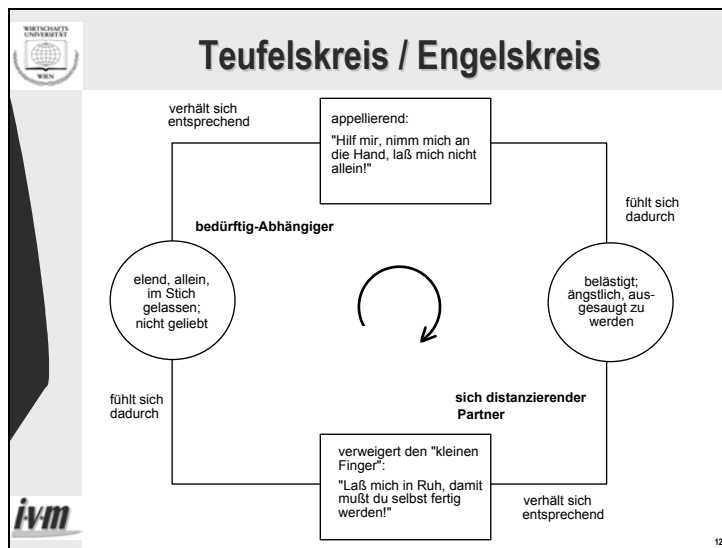 WIRTSCHAFTS
UNIVERSITÄT
WIEN
Teufelskreis / Engelskreis
verhält sich
entsprechend
appellierend:
"Hilf mir, nimm mich an
die Hand, laß mich nicht
allein!"
fühlt sich
dadurch
bedürftig-Abhängiger
elend, allein,
im Stich
gelassen;
nicht geliebt
belästigt;
ängstlich, aus-
gesaugt zu
werden
fühlt sich
dadurch
sich distanzierender
Partner
verweigert den "kleinen
Finger":
"Laß mich in Ruh, damit
mußt du selbst fertig
werden!"
verhält sich
entsprechend
i·v·m
12